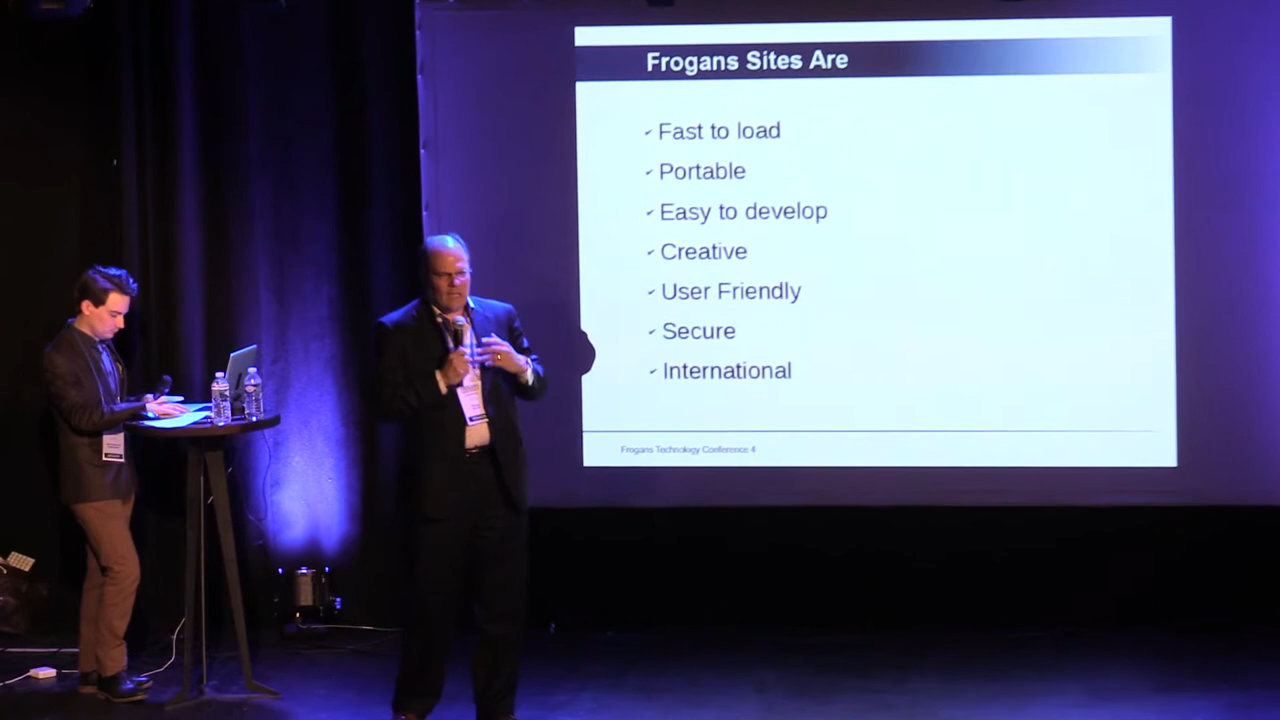 Frogans Sites Are
✓ Fast to load
✓ Portable
✓ Easy to develop
✓ Creative
✓ User Friendly
✓ Secure
✓ International
Frogans Technology Conference 4